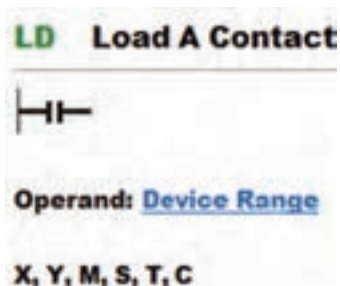 LD Load A Contact
Operand: Device Range
X, Y, M, S, T, C